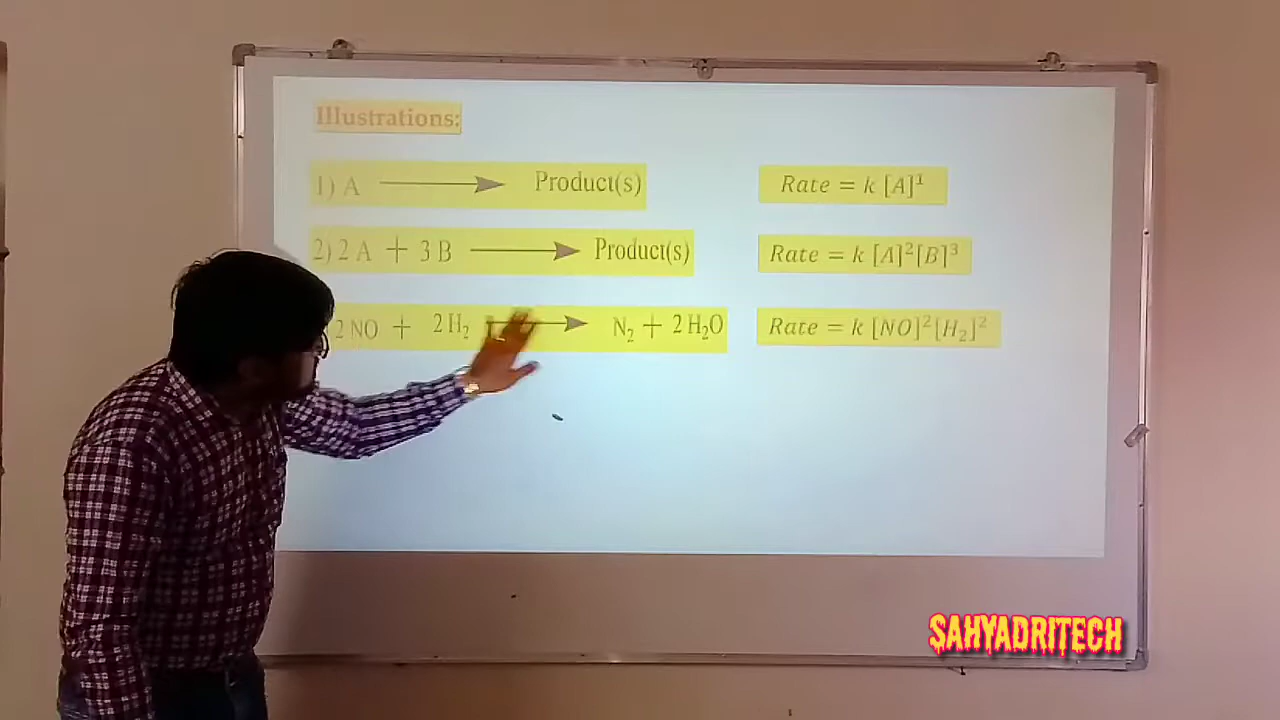 Illustrations:
1) A ⟶ Product(s) Rate = k [A]¹
2) 2 A + 3 B ⟶ Product(s) Rate = k [A]²[B]³
2 NO + 2 H₂ ⟶ N₂ + 2 H₂O Rate = k [NO]²[H₂]²
SAHYADRITECH